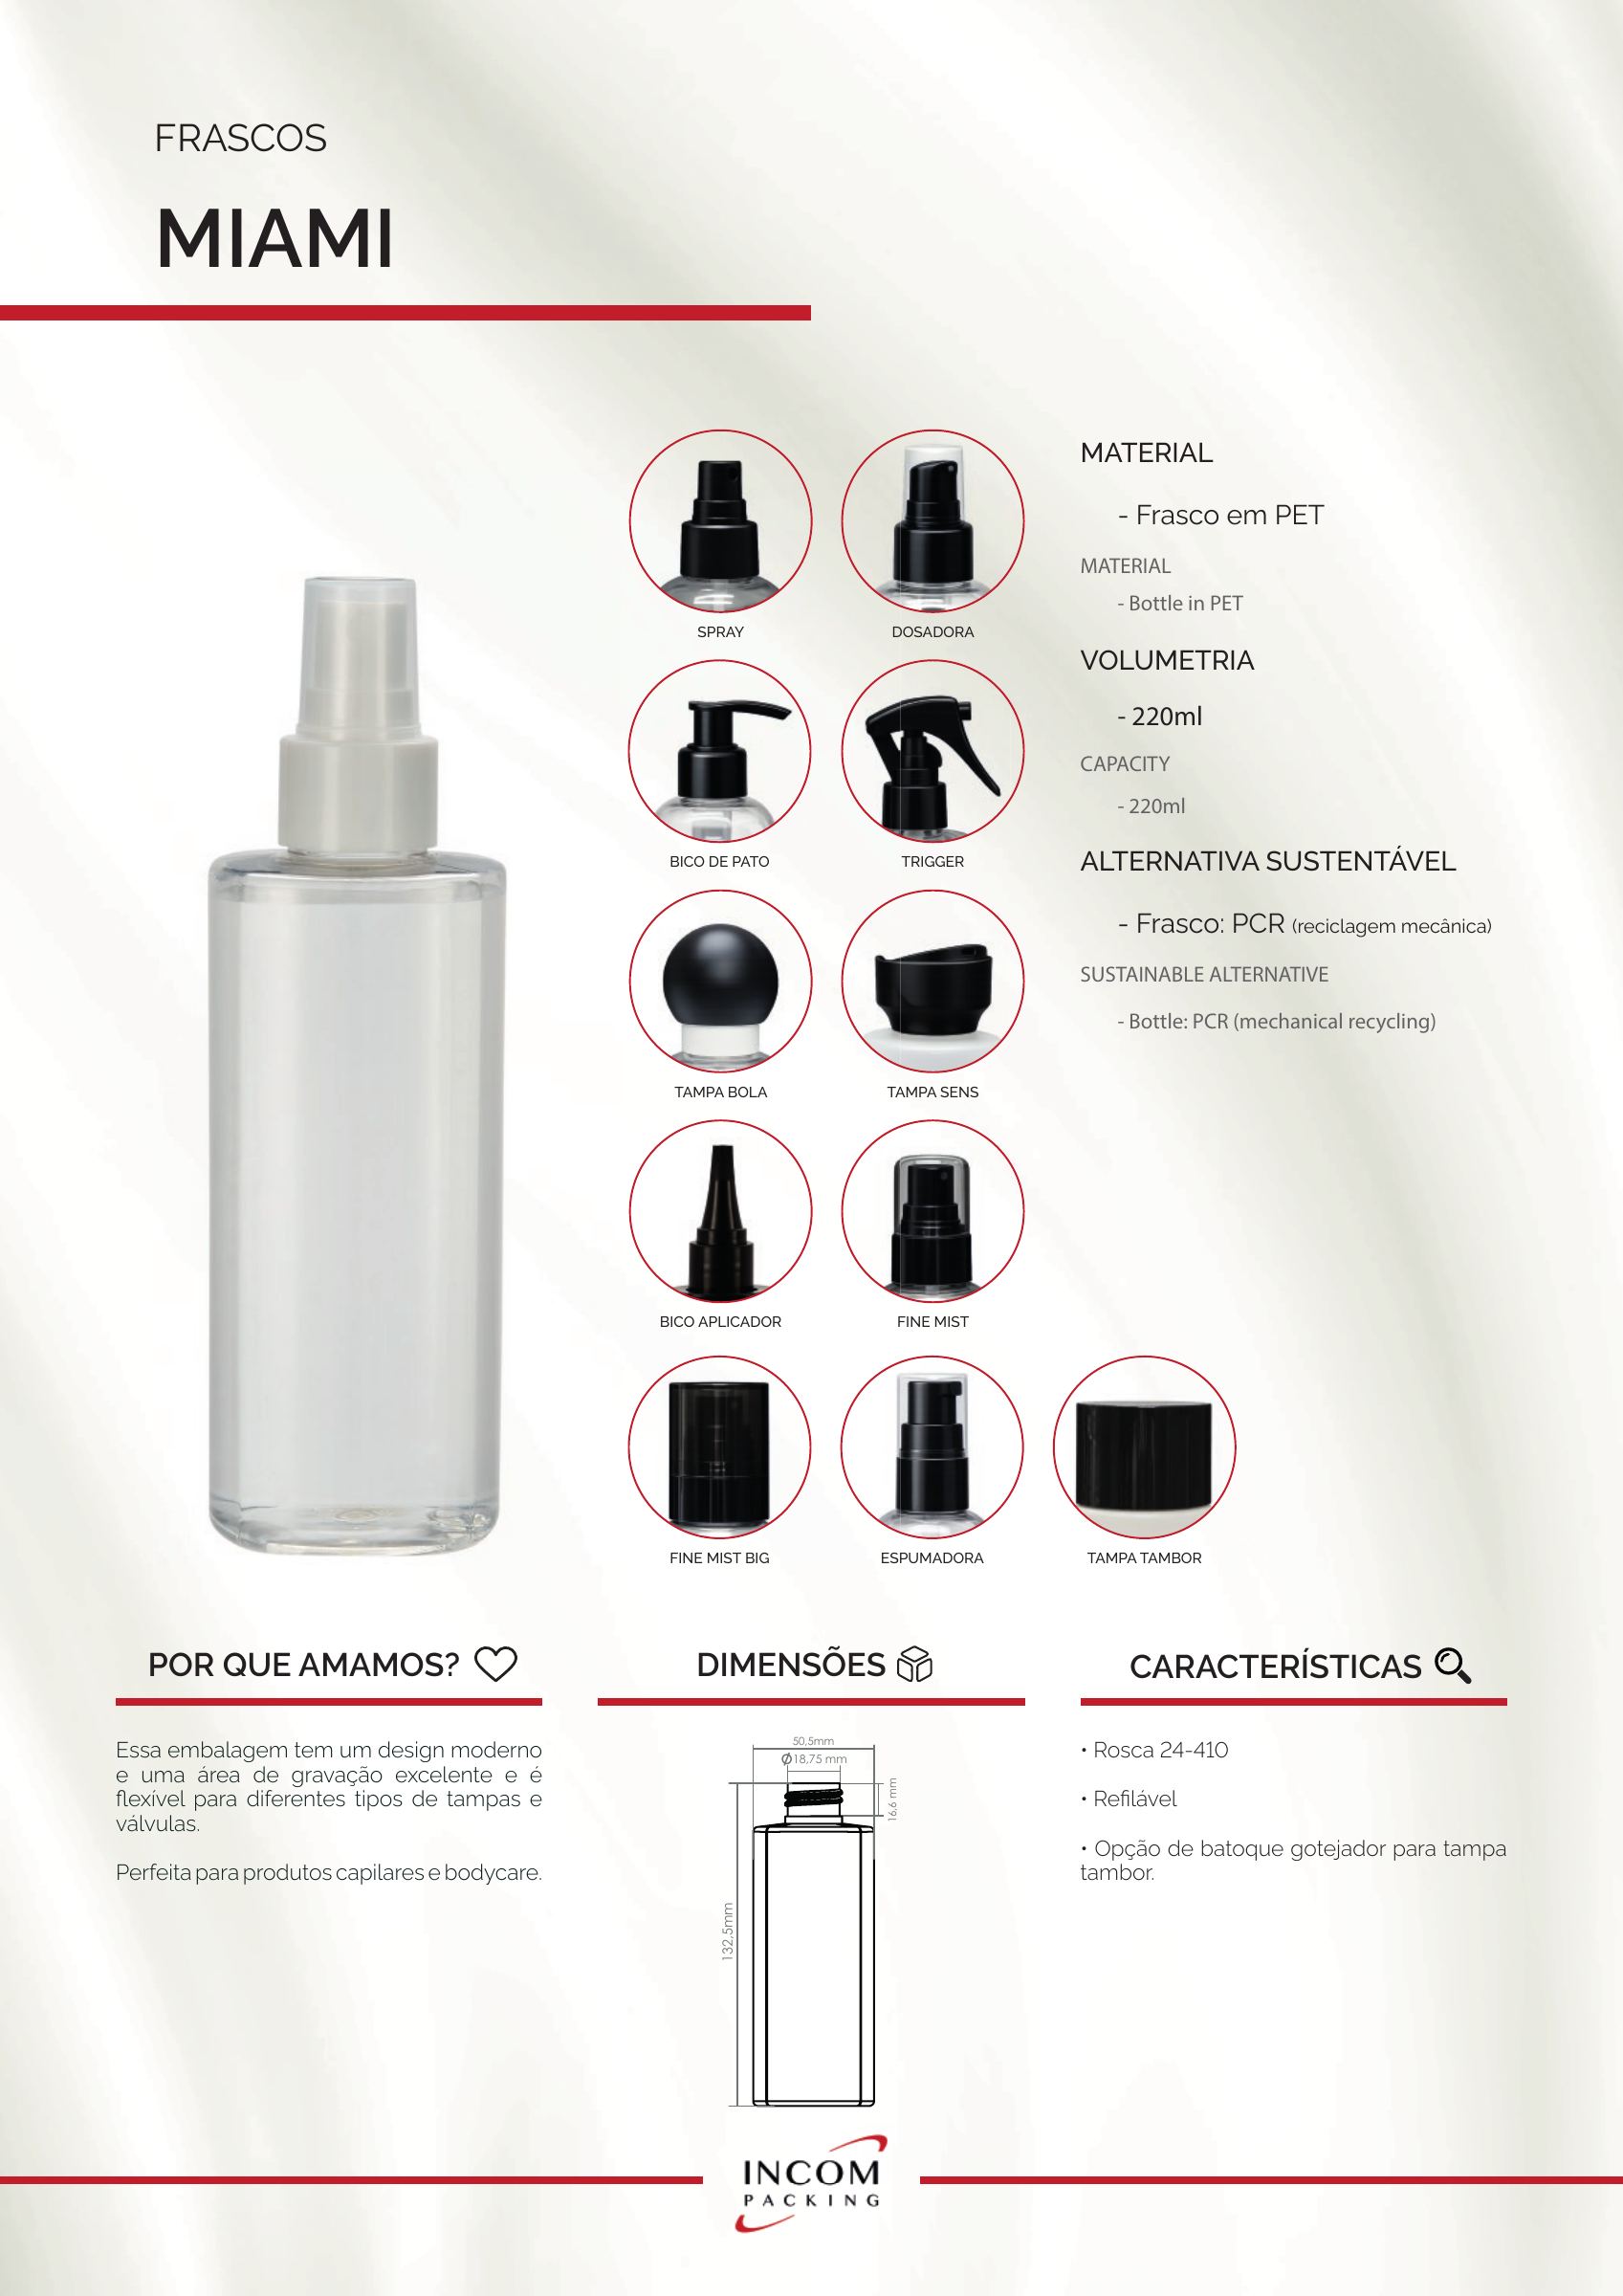 FRASCOS
MIAMI
SPRAY
DOSADORA
BICO DE PATO
TRIGGER
TAMPA BOLA
TAMPA SENS
BICO APLICADOR
FINE MIST
FINE MIST BIG
ESPUMADORA
TAMPA TAMBOR
MATERIAL
- Frasco em PET
MATERIAL
- Bottle in PET
VOLUMETRIA
- 220ml
CAPACITY
- 220ml
ALTERNATIVA SUSTENTÁVEL
- Frasco: PCR (reciclagem mecânica)
SUSTAINABLE ALTERNATIVE
- Bottle: PCR (mechanical recycling)
POR QUE AMAMOS?
Essa embalagem tem um design moderno
e uma área de gravação excelente e é
flexível para diferentes tipos de tampas e
válvulas.
Perfeita para produtos capilares e bodycare.
DIMENSÕES
50,5mm
Ø18,75 mm
16,6 mm
132,5mm
CARACTERÍSTICAS
• Rosca 24-410
• Refilável
• Opção de batoque gotejador para tampa
tambor.
INCOM
PACKING